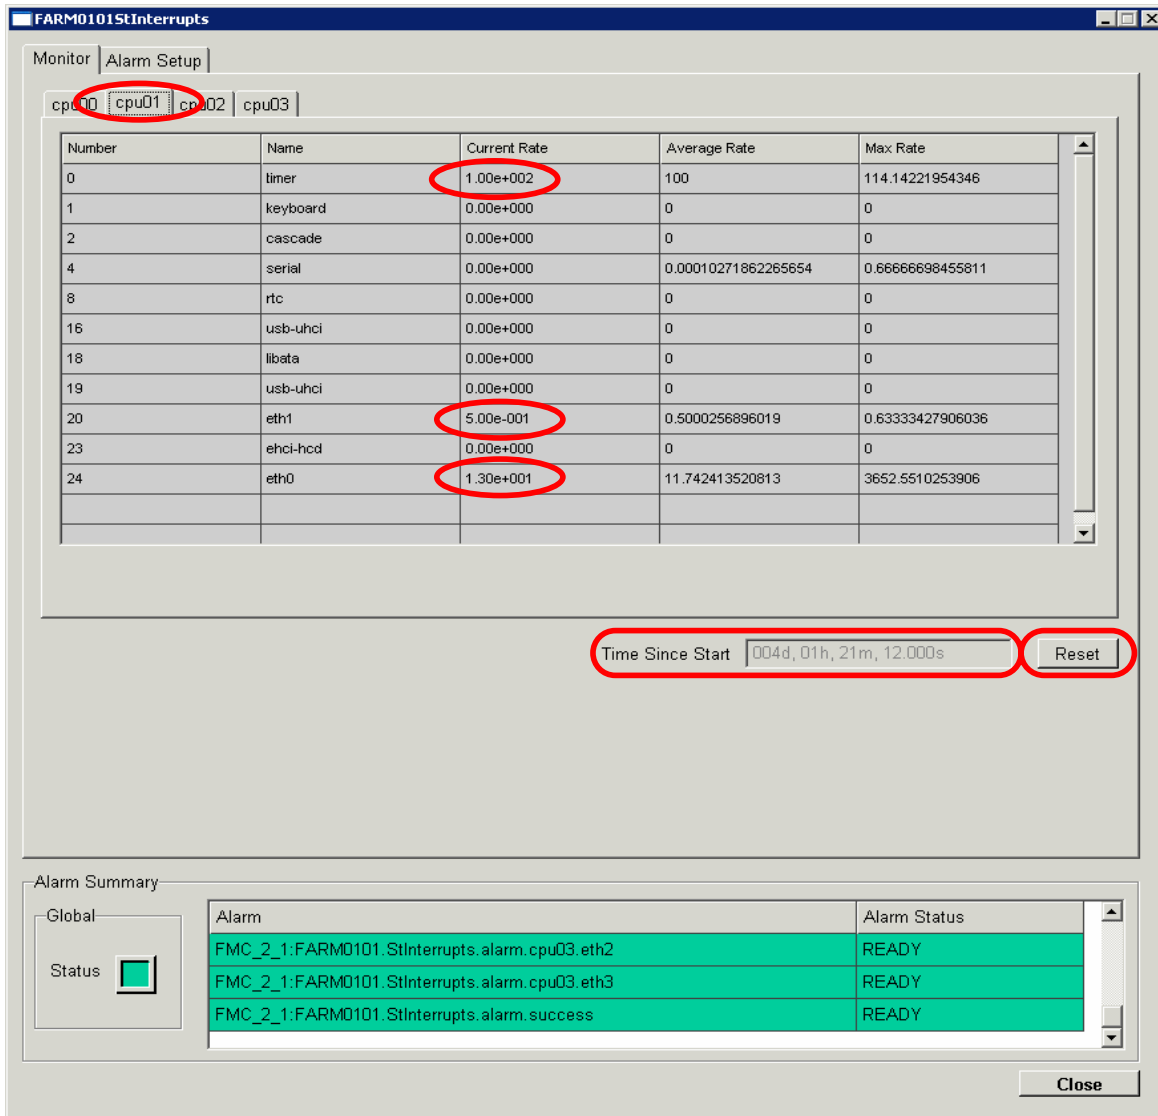 FARM0101StInterrupts
Monitor Alarm Setup
cpu00 cpu01 cpu02 cpu03
Number Name Current Rate Average Rate Max Rate
0 timer 1.00e+002 100 114.14221954346
1 keyboard 0.00e+000 0 0
2 cascade 0.00e+000 0 0
4 serial 0.00e+000 0.00010271862265654 0.66666698455811
8 rtc 0.00e+000 0 0
16 usb-uhci 0.00e+000 0 0
18 libata 0.00e+000 0 0
19 usb-uhci 0.00e+000 0 0
20 eth1 5.00e-001 0.5000256896019 0.63333427906036
23 ehci-hcd 0.00e+000 0 0
24 eth0 1.30e+001 11.742413520813 3652.5510253906
Time Since Start 004d, 01h, 21m, 12.000s Reset
Alarm Summary
Global
Status
Alarm Alarm Status
FMC_2_1:FARM0101.StInterrupts.alarm.cpu03.eth2 READY
FMC_2_1:FARM0101.StInterrupts.alarm.cpu03.eth3 READY
FMC_2_1:FARM0101.StInterrupts.alarm.success READY
Close